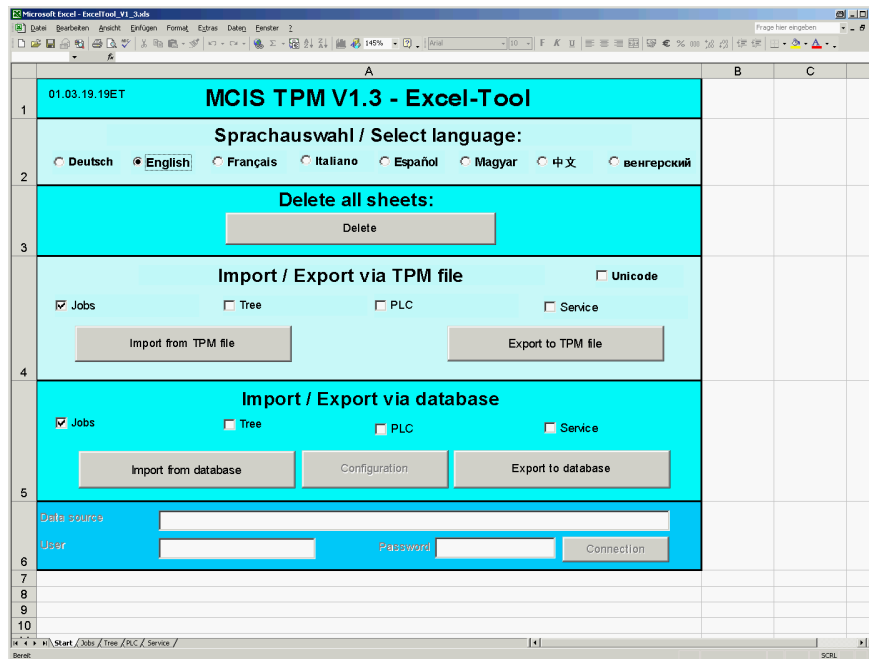 Microsoft Excel - ExcelTool_V1_3.xls
Datei Bearbeiten Ansicht Einfügen Format Extras Daten Fenster ? Frage hier eingeben
145% Arial 10 F K U
fx
A B C
1 01.03.19.19ET MCIS TPM V1.3 - Excel-Tool
Sprachauswahl / Select language:
2 Deutsch English Français Italiano Español Magyar 中文 венгерский
Delete all sheets:
3 Delete
Import / Export via TPM file Unicode
Jobs Tree PLC Service
Import from TPM file Export to TPM file
4
Import / Export via database
Jobs Tree PLC Service
Import from database Configuration Export to database
5
Data source
6 User Password Connection
7
8
9
10
Start Jobs Tree PLC Service
Bereit SCRL